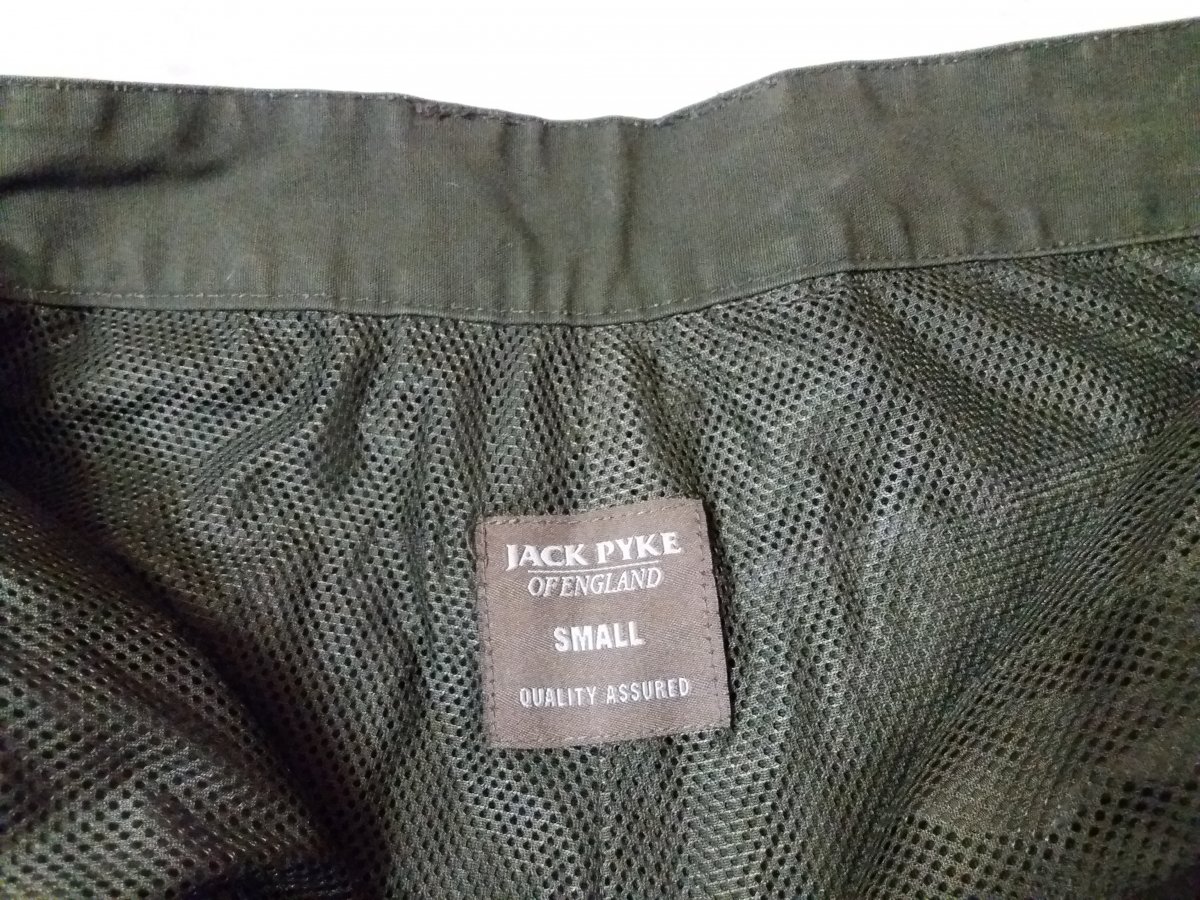 JACK PYKE
OF ENGLAND
SMALL
QUALITY ASSURED